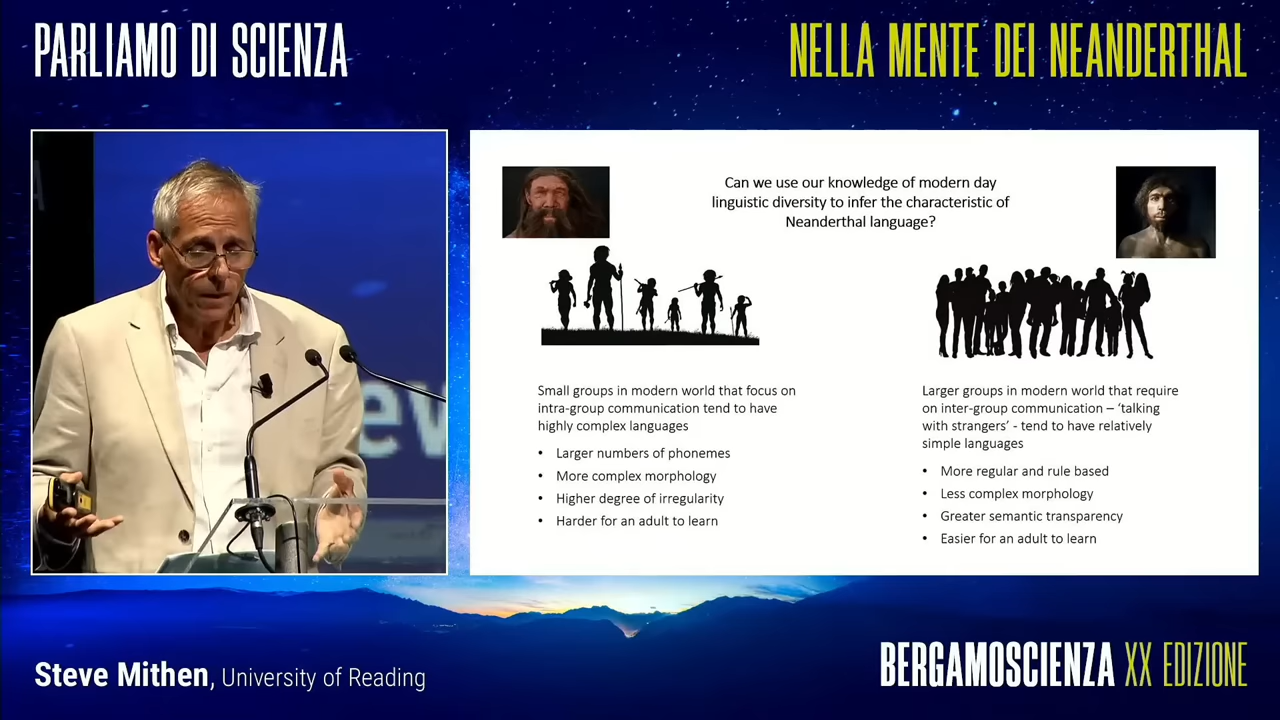 PARLIAMO DI SCIENZA
NELLA MENTE DEI NEANDERTHAL
Can we use our knowledge of modern day
linguistic diversity to infer the characteristic of
Neanderthal language?
Small groups in modern world that focus on
intra-group communication tend to have
highly complex languages
• Larger numbers of phonemes
• More complex morphology
• Higher degree of irregularity
• Harder for an adult to learn
Larger groups in modern world that require
on inter-group communication – ‘talking
with strangers’ - tend to have relatively
simple languages
• More regular and rule based
• Less complex morphology
• Greater semantic transparency
• Easier for an adult to learn
Steve Mithen, University of Reading
BERGAMOSCIENZA XX EDIZIONE